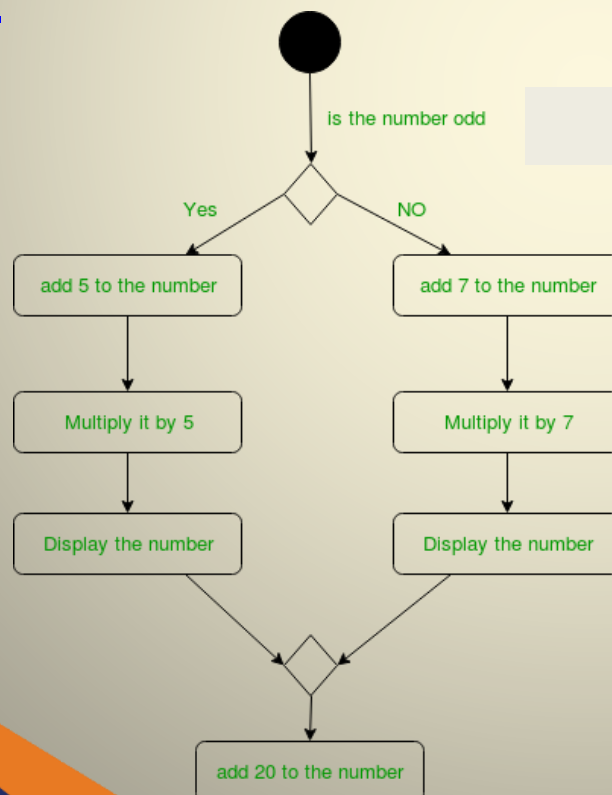 is the number odd
Yes
NO
add 5 to the number
add 7 to the number
Multiply it by 5
Multiply it by 7
Display the number
Display the number
add 20 to the number